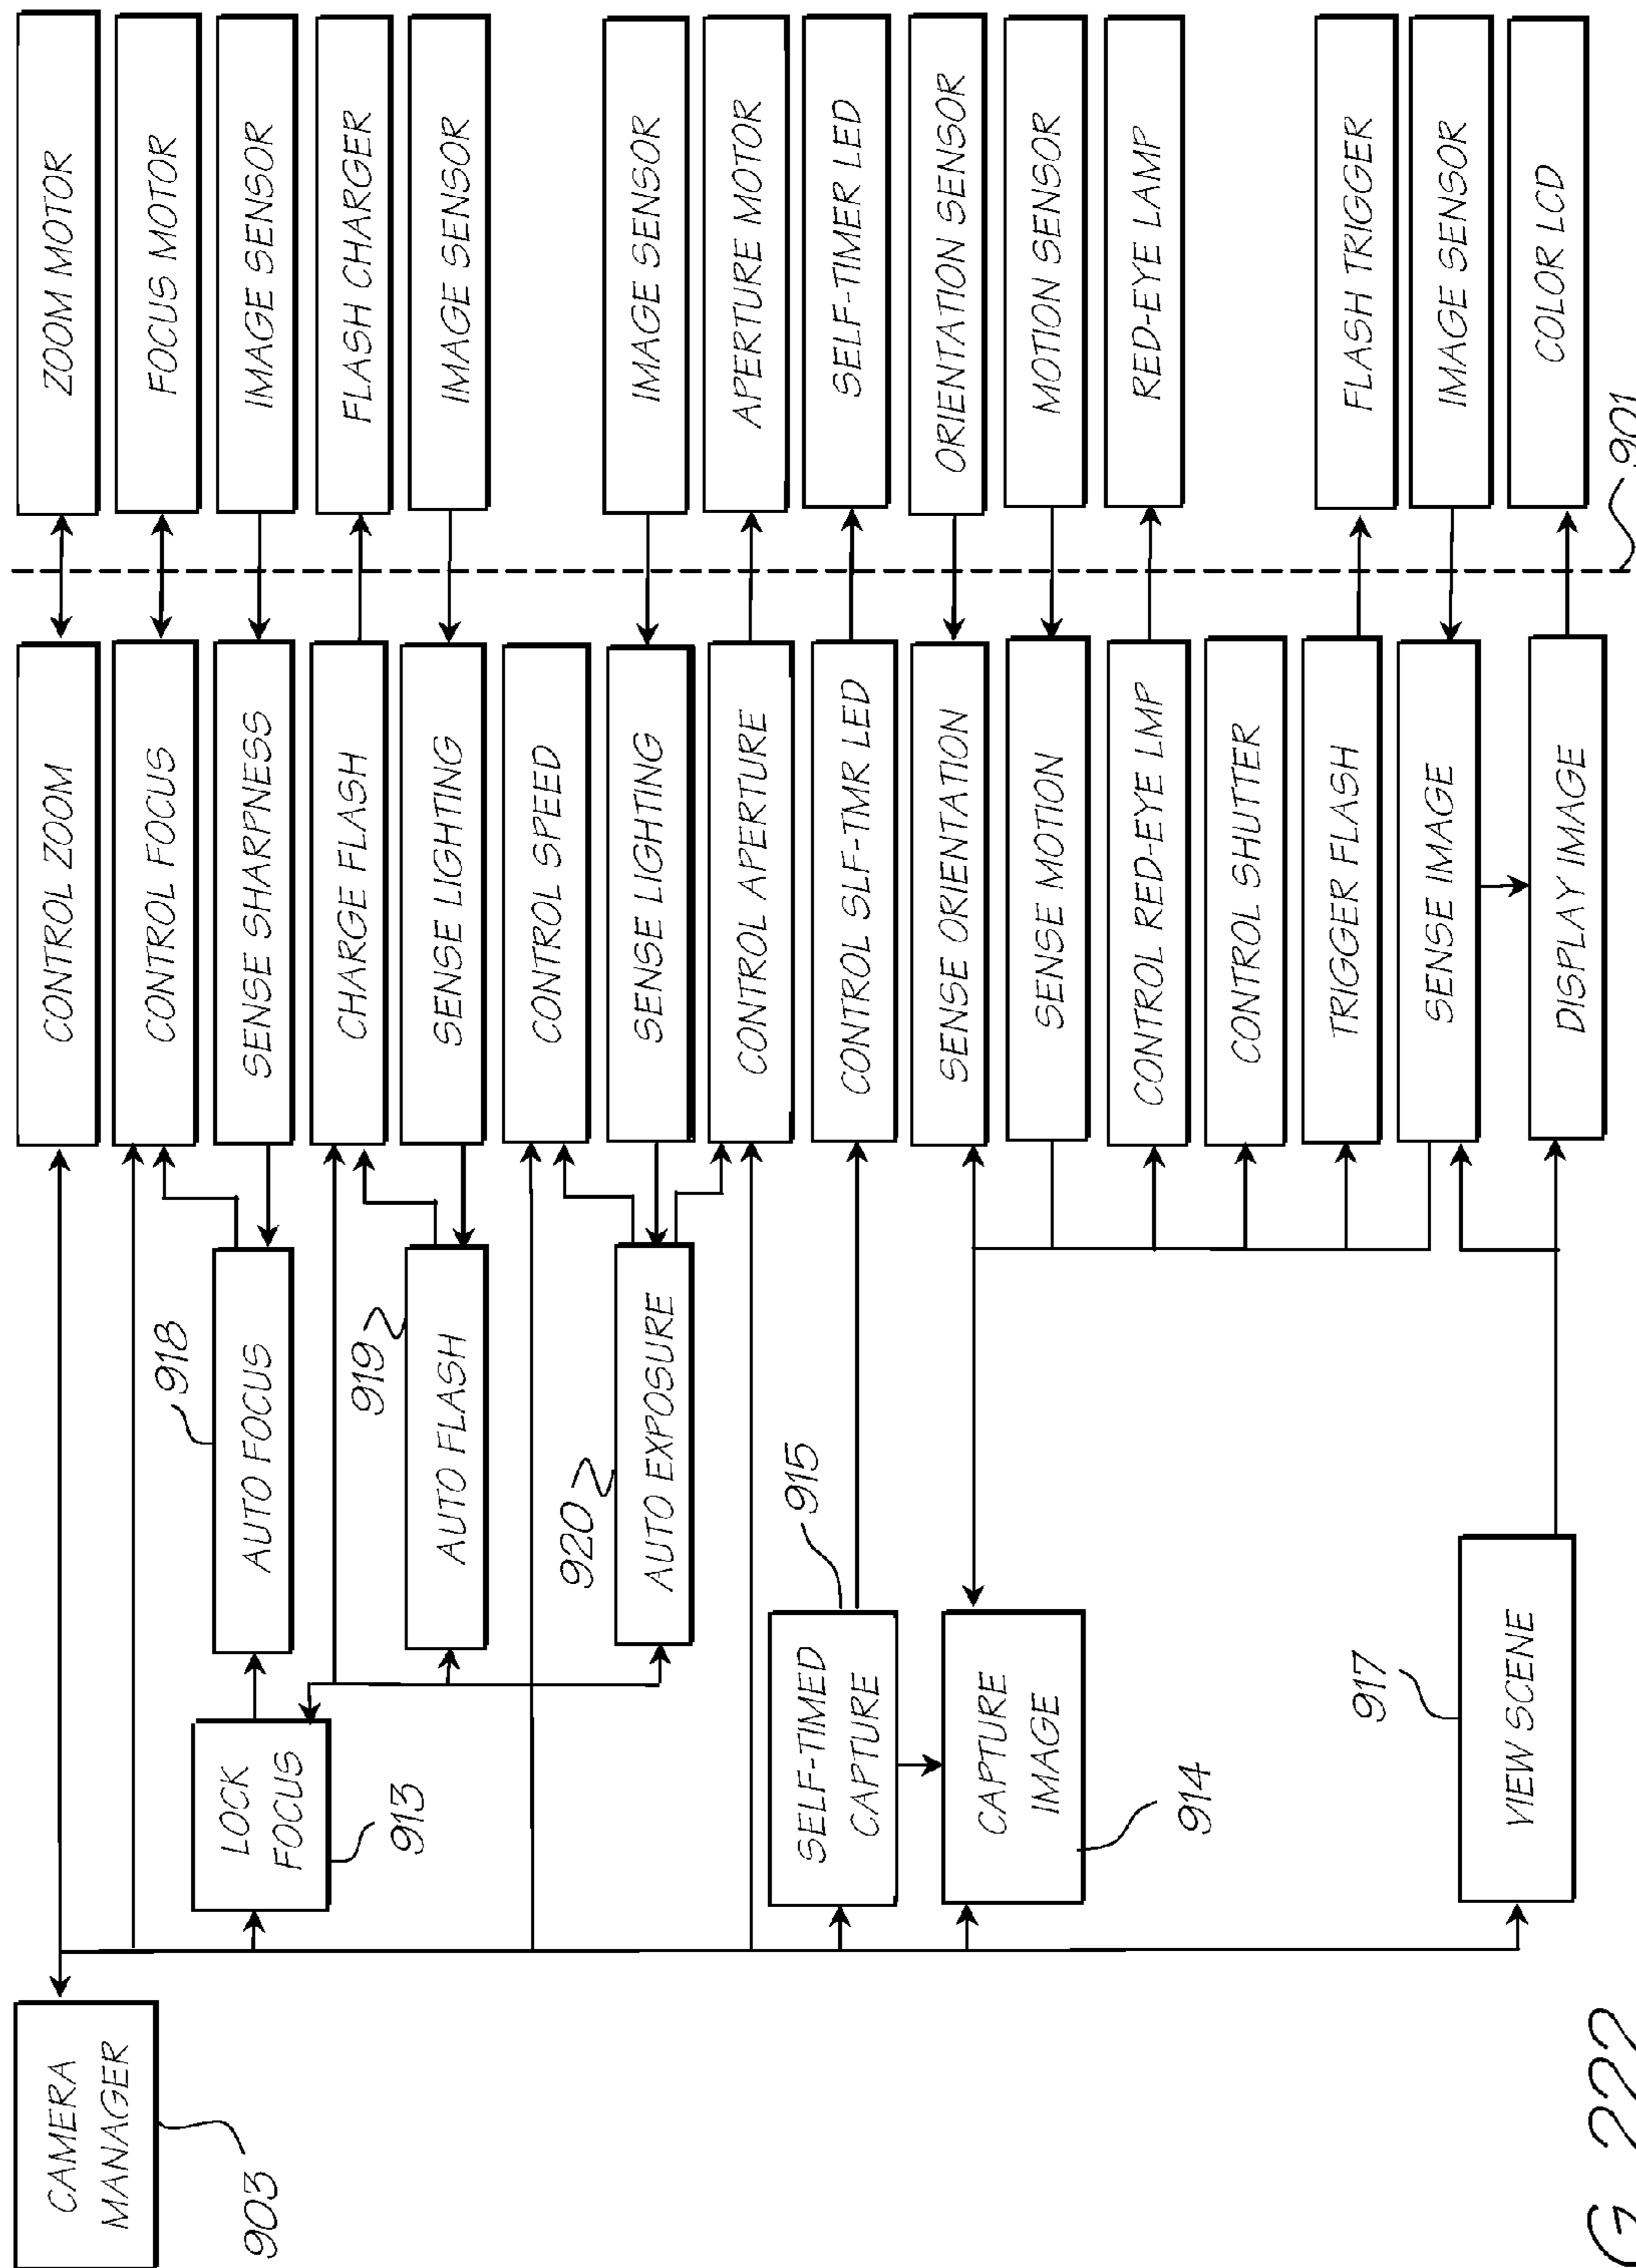 CAMERA
MANAGER
903
LOCK
FOCUS
913
SELF-TIMED
CAPTURE
915
CAPTURE
IMAGE
914
VIEW SCENE
917
AUTO FOCUS
918
AUTO FLASH
919
AUTO EXPOSURE
920
CONTROL ZOOM
CONTROL FOCUS
SENSE SHARPNESS
CHARGE FLASH
SENSE LIGHTING
CONTROL SPEED
SENSE LIGHTING
CONTROL APERTURE
CONTROL SLF-TMR LED
SENSE ORIENTATION
SENSE MOTION
CONTROL RED-EYE LMP
CONTROL SHUTTER
TRIGGER FLASH
SENSE IMAGE
DISPLAY IMAGE
ZOOM MOTOR
FOCUS MOTOR
IMAGE SENSOR
FLASH CHARGER
IMAGE SENSOR
IMAGE SENSOR
APERTURE MOTOR
SELF-TIMER LED
ORIENTATION SENSOR
MOTION SENSOR
RED-EYE LAMP
FLASH TRIGGER
IMAGE SENSOR
COLOR LCD
901
G. 222